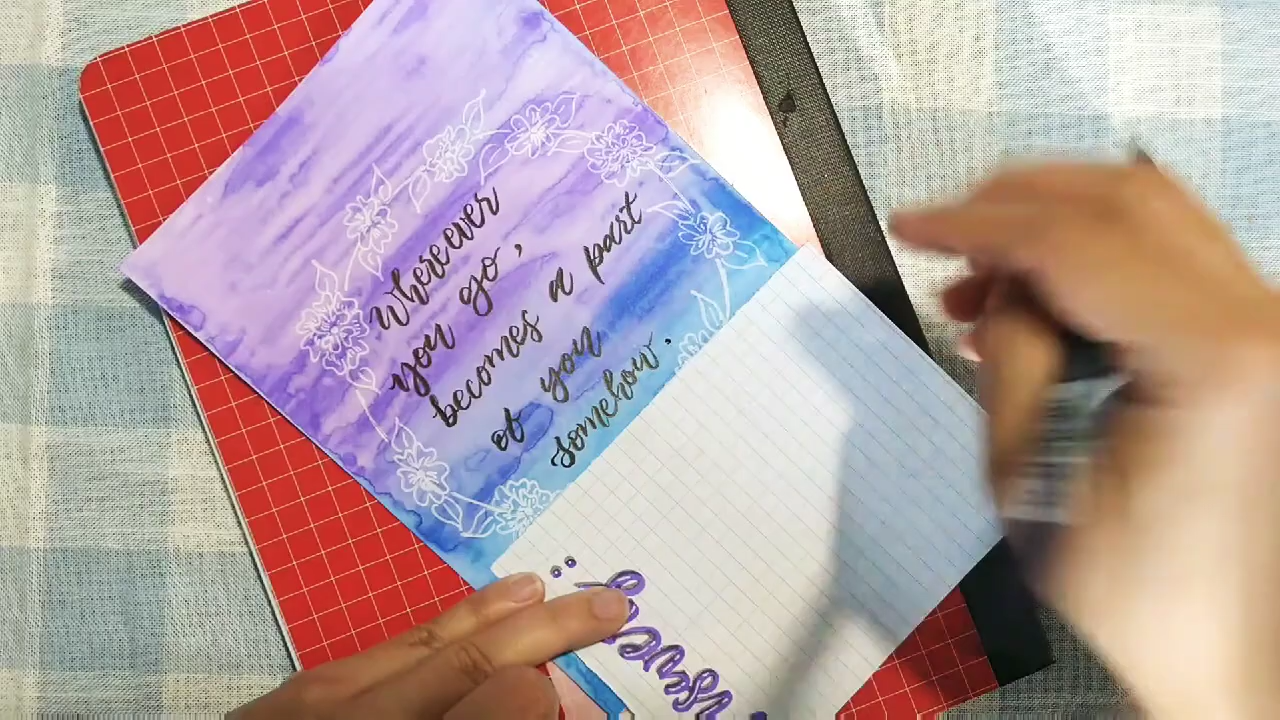 Wherever
you go,
becomes a part
of you
somehow.